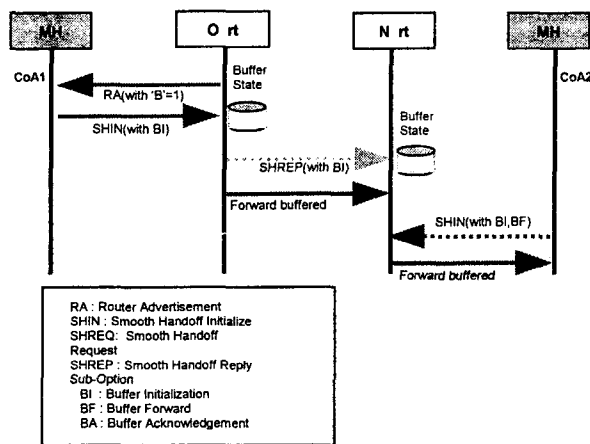 MH
O rt
N rt
MH
CoA1
CoA2
Buffer
State
RA(with 'B'=1)
SHIN(with BI)
Buffer
State
SHREP(with BI)
Forward buffered
SHIN(with BI,BF)
Forward buffered
RA : Router Advertisement
SHIN : Smooth Handoff Initialize
SHREQ: Smooth Handoff
Request
SHREP : Smooth Handoff Reply
Sub-Option
BI : Buffer Initialization
BF : Buffer Forward
BA : Buffer Acknowledgement